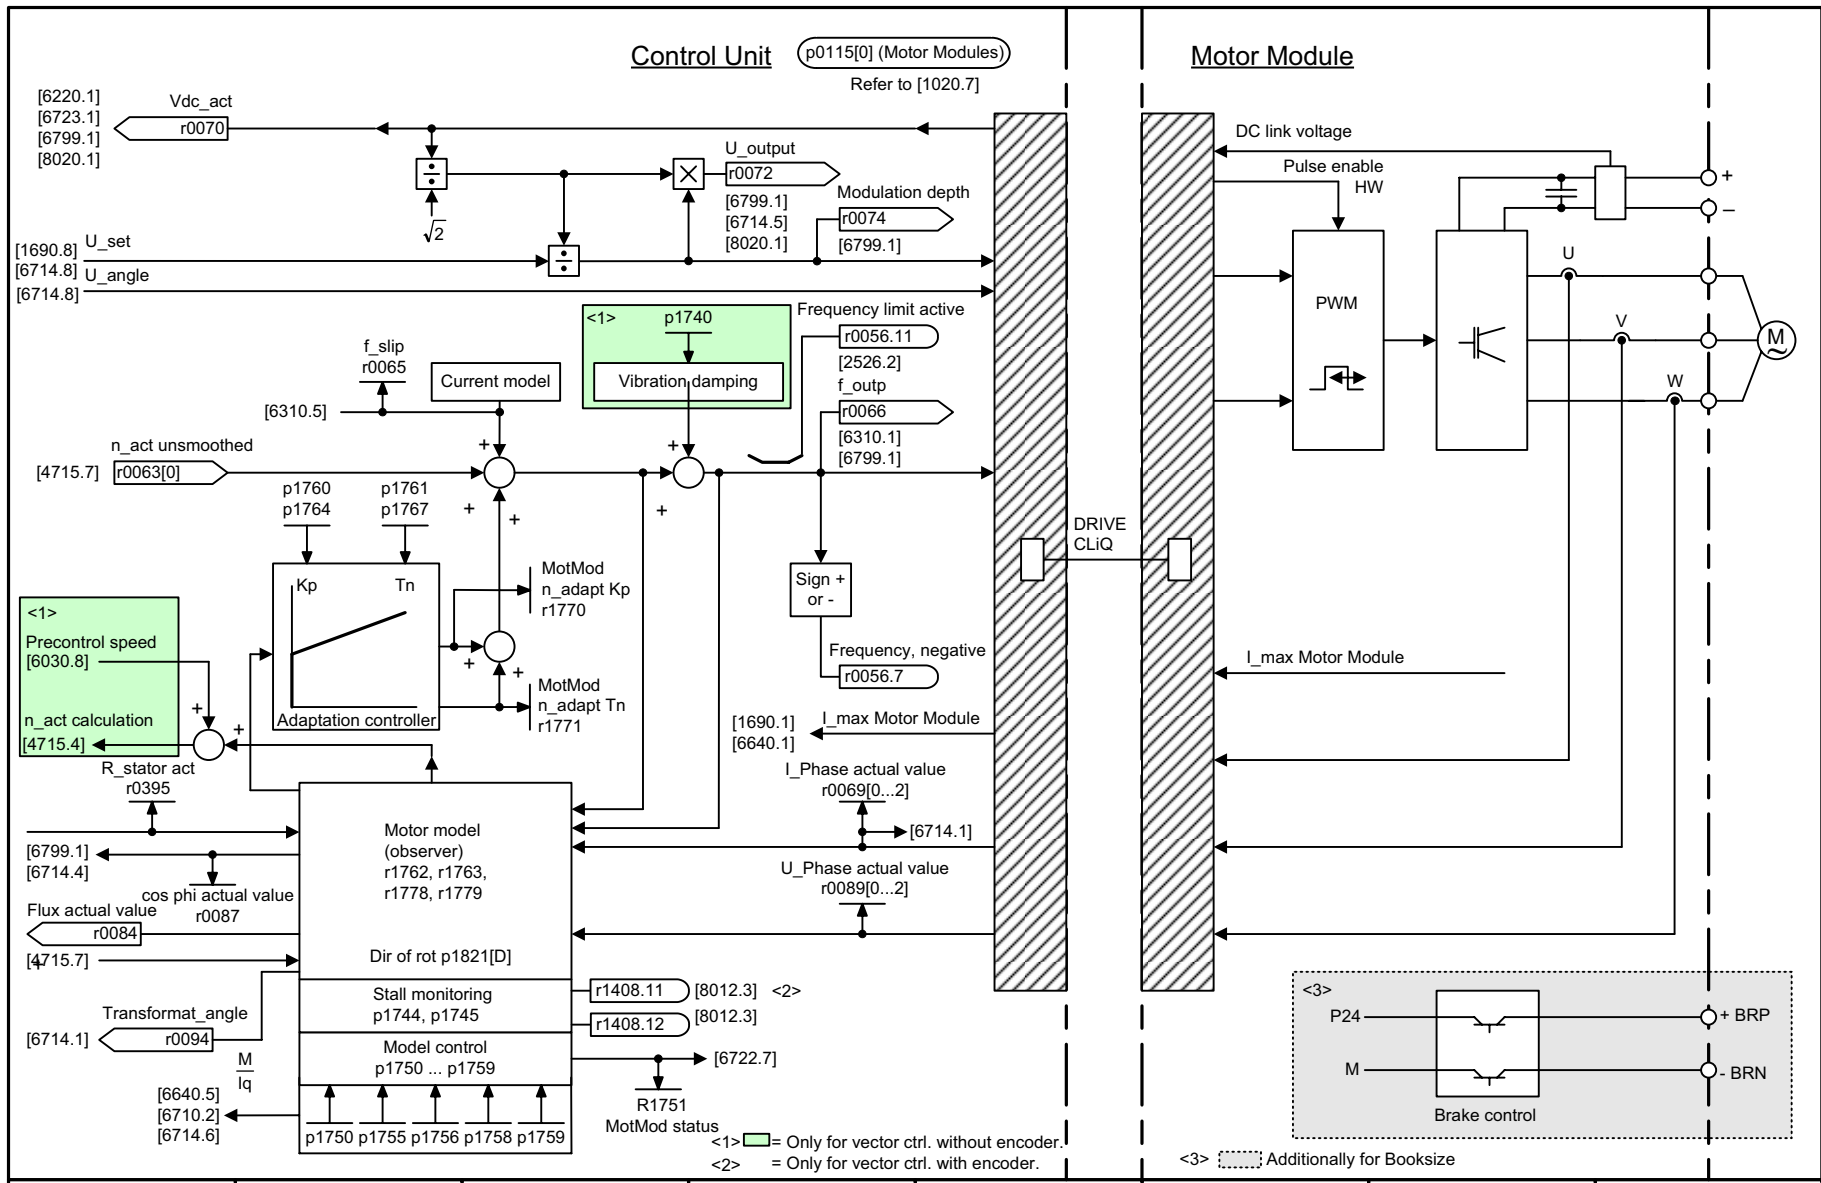 Control Unit
p0115[0] (Motor Modules)
Refer to [1020.7]
Motor Module
[6220.1]
[6723.1]
[6799.1]
[8020.1]
Vdc_act
r0070
÷
√2
U_output
r0072
[6799.1]
[6714.5]
[8020.1]
Modulation depth
r0074
[6799.1]
[1690.8]
U_set
[6714.8]
U_angle
[6714.8]
÷
<1>
p1740
Vibration damping
Frequency limit active
r0056.11
[2526.2]
f_outp
r0066
[6310.1]
[6799.1]
f_slip
r0065
Current model
[6310.5]
n_act unsmoothed
[4715.7]
r0063[0]
+
+
+
+
+
p1760
p1764
p1761
p1767
Kp
Tn
Adaptation controller
MotMod
n_adapt Kp
r1770
+
+
MotMod
n_adapt Tn
r1771
Sign +
or -
Frequency, negative
r0056.7
<1>
Precontrol speed
[6030.8]
n_act calculation
[4715.4]
+
+
R_stator act
r0395
[6799.1]
[6714.4]
cos phi actual value
r0087
Flux actual value
r0084
[4715.7]
+
Transformat_angle
[6714.1]
r0094
M
Iq
[6640.5]
[6710.2]
[6714.6]
Motor model
(observer)
r1762, r1763,
r1778, r1779
Dir of rot p1821[D]
Stall monitoring
p1744, p1745
Model control
p1750 ... p1759
p1750
p1755
p1756
p1758
p1759
r1408.11
[8012.3]
<2>
r1408.12
[8012.3]
[6722.7]
R1751
MotMod status
[1690.1]
[6640.1]
I_max Motor Module
I_Phase actual value
r0069[0...2]
[6714.1]
U_Phase actual value
r0089[0...2]
<1> = Only for vector ctrl. without encoder.
<2> = Only for vector ctrl. with encoder.
DRIVE
CLiQ
DC link voltage
Pulse enable
HW
+
–
PWM
U
V
W
M
~
I_max Motor Module
<3>
P24
M
+ BRP
- BRN
Brake control
<3> Additionally for Booksize